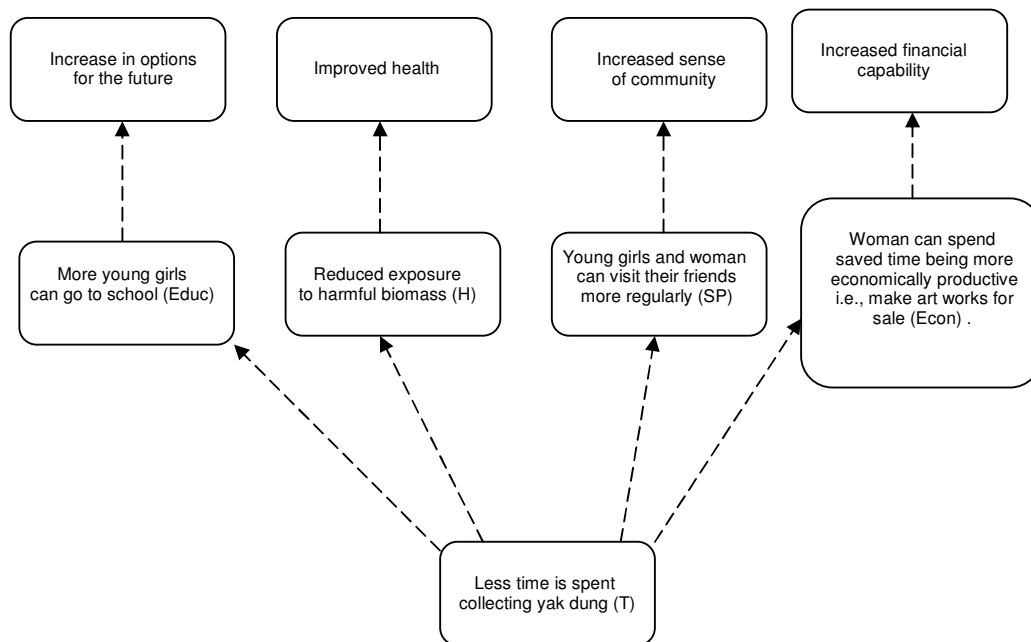 Increase in options
for the future
Improved health
Increased sense
of community
Increased financial
capability
More young girls
can go to school (Educ)
Reduced exposure
to harmful biomass (H)
Young girls and woman
can visit their friends
more regularly (SP)
Woman can spend
saved time being more
economically productive
i.e., make art works for
sale (Econ) .
Less time is spent
collecting yak dung (T)